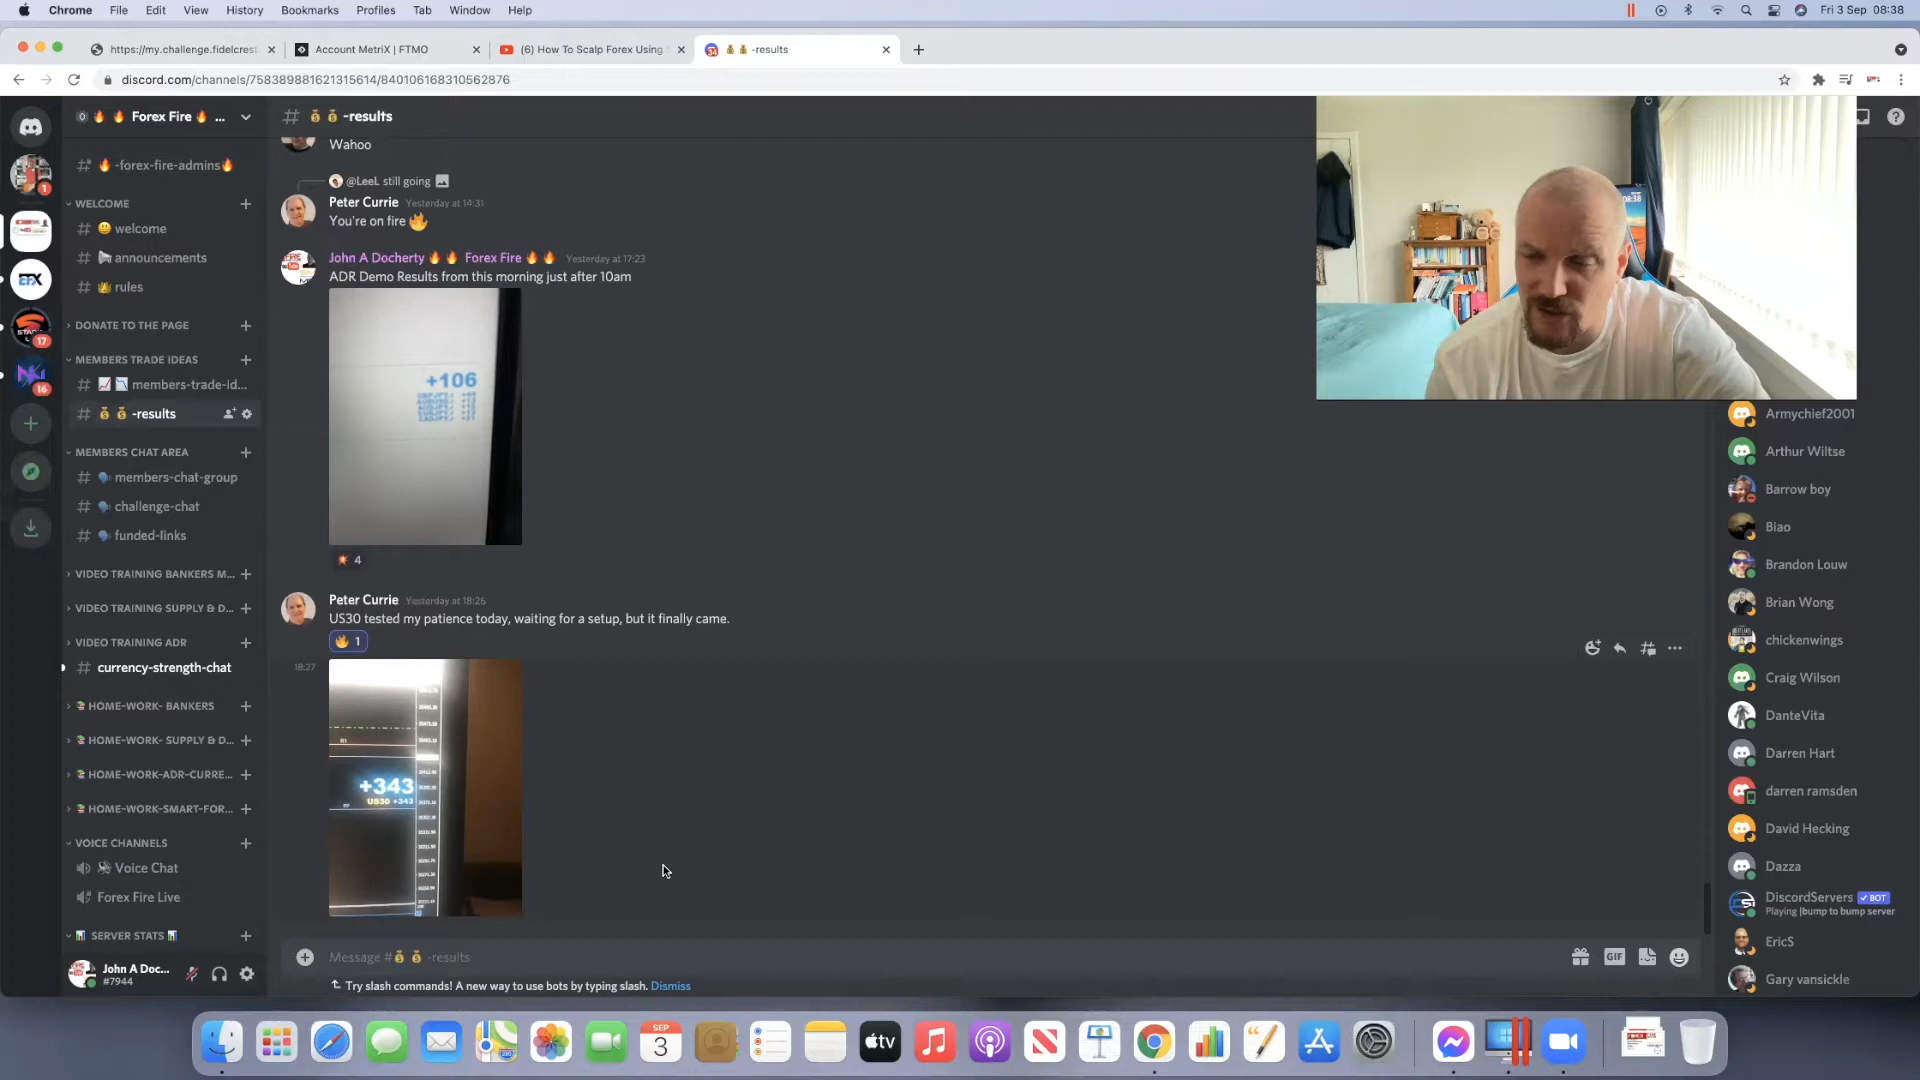 Chrome File Edit View History Bookmarks Profiles Tab Window Help Fri 3 Sep 08:38
https://my.challenge.fidelcrest Account MetriX | FTMO (6) How To Scalp Forex Using 💰 💰 -results
discord.com/channels/758389881621315614/840106168310562876
🔥 🔥 Forex Fire 🔥 ...
# 💰 💰 -results
🔥 -forex-fire-admins🔥
WELCOME
welcome
announcements
rules
DONATE TO THE PAGE
MEMBERS TRADE IDEAS
members-trade-id...
💰 💰 -results
MEMBERS CHAT AREA
members-chat-group
challenge-chat
funded-links
VIDEO TRAINING BANKERS M...
VIDEO TRAINING SUPPLY & D...
VIDEO TRAINING ADR
currency-strength-chat
HOME-WORK- BANKERS
HOME-WORK- SUPPLY & D...
HOME-WORK-ADR-CURRE...
HOME-WORK-SMART-FOR...
VOICE CHANNELS
Voice Chat
Forex Fire Live
SERVER STATS
John A Doc...
#7944
1
EFX
17
16
Wahoo
@LeeL still going
Peter Currie Yesterday at 14:31
You're on fire 🔥
John A Docherty 🔥 🔥 Forex Fire 🔥 🔥 Yesterday at 17:23
ADR Demo Results from this morning just after 10am
+106
4
Peter Currie Yesterday at 18:26
US30 tested my patience today, waiting for a setup, but it finally came.
🔥 1
18:27
+343
US30 +343
Message #💰 💰 -results
GIF
Try slash commands! A new way to use bots by typing slash. Dismiss
08:38
Armychief2001
Arthur Wiltse
Barrow boy
Biao
Brandon Louw
Brian Wong
chickenwings
Craig Wilson
DanteVita
Darren Hart
darren ramsden
David Hecking
Dazza
DiscordServers ✓ BOT
Playing |bump to bump server
EricS
Gary vansickle
SEP
3
tv